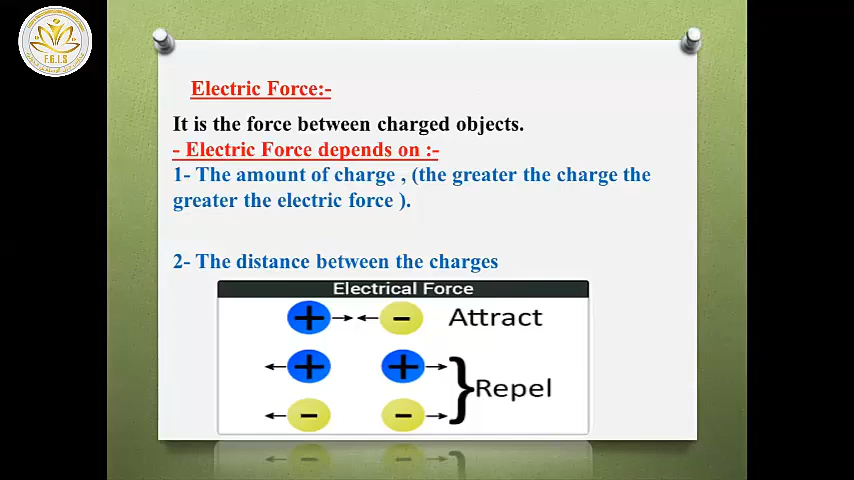 F.G.I.S
Electric Force:-
It is the force between charged objects.
- Electric Force depends on :-
1- The amount of charge , (the greater the charge the
greater the electric force ).
2- The distance between the charges
Electrical Force
+ - Attract
+ +
Repel
- -